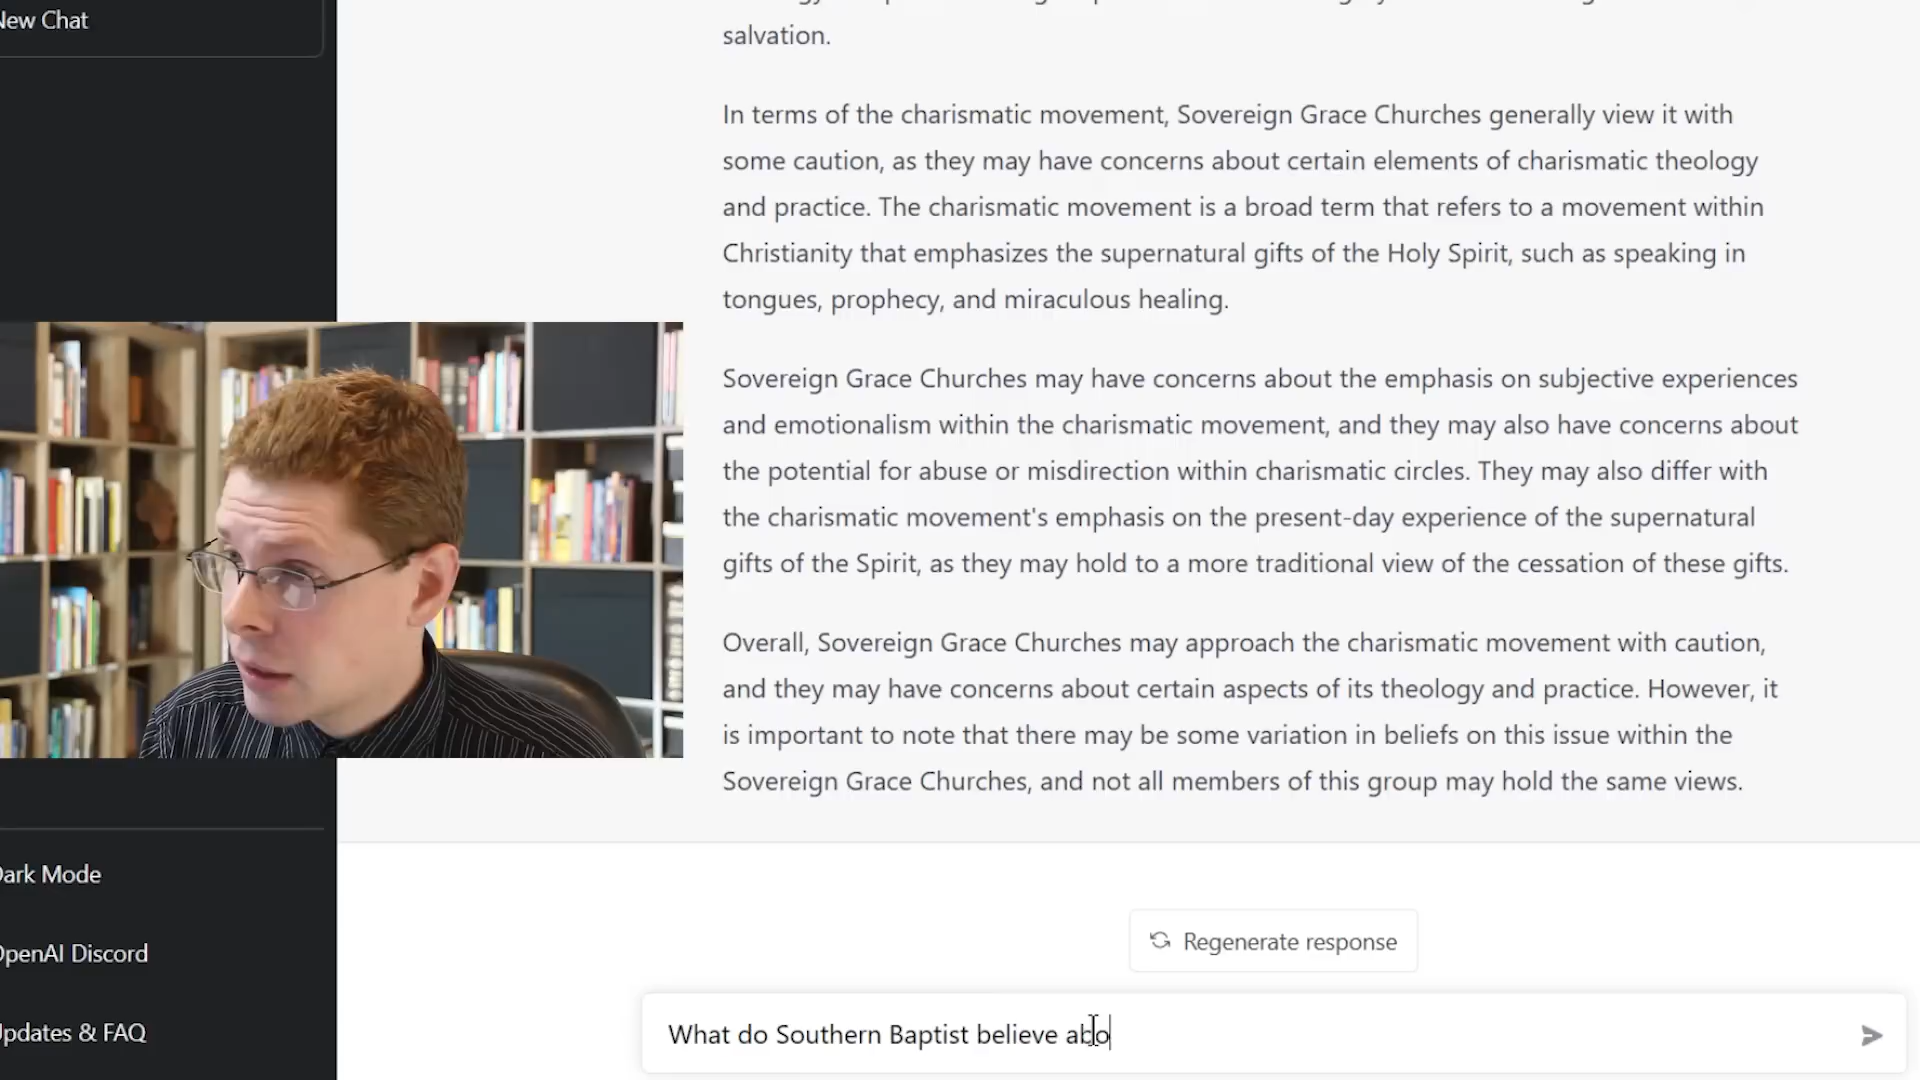 New Chat
salvation.
In terms of the charismatic movement, Sovereign Grace Churches generally view it with
some caution, as they may have concerns about certain elements of charismatic theology
and practice. The charismatic movement is a broad term that refers to a movement within
Christianity that emphasizes the supernatural gifts of the Holy Spirit, such as speaking in
tongues, prophecy, and miraculous healing.
Sovereign Grace Churches may have concerns about the emphasis on subjective experiences
and emotionalism within the charismatic movement, and they may also have concerns about
the potential for abuse or misdirection within charismatic circles. They may also differ with
the charismatic movement's emphasis on the present-day experience of the supernatural
gifts of the Spirit, as they may hold to a more traditional view of the cessation of these gifts.
Overall, Sovereign Grace Churches may approach the charismatic movement with caution,
and they may have concerns about certain aspects of its theology and practice. However, it
is important to note that there may be some variation in beliefs on this issue within the
Sovereign Grace Churches, and not all members of this group may hold the same views.
Dark Mode
OpenAI Discord
Updates & FAQ
Regenerate response
What do Southern Baptist believe abo